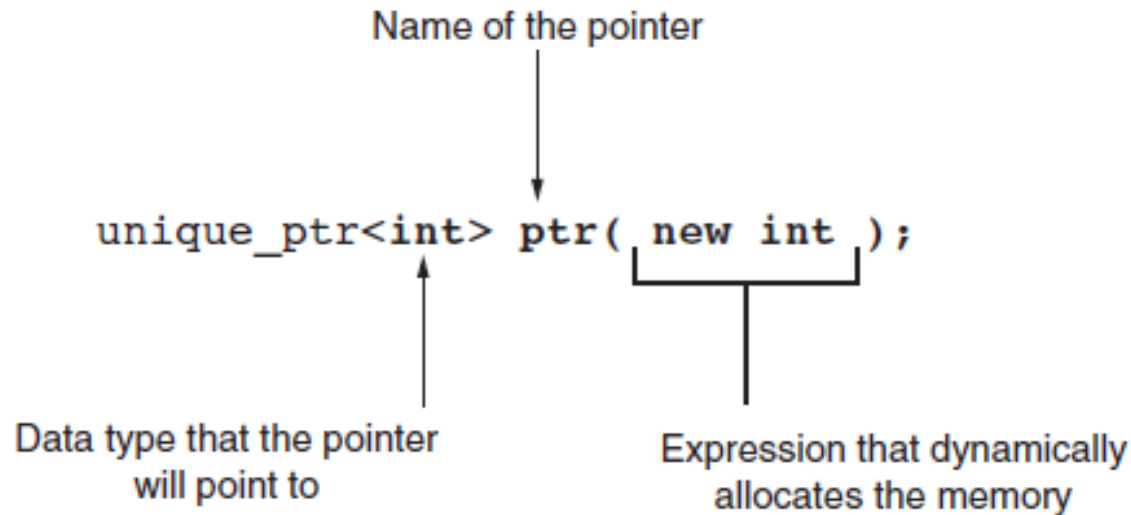 Name of the pointer
unique_ptr<int> ptr( new int );
Data type that the pointer
will point to
Expression that dynamically
allocates the memory